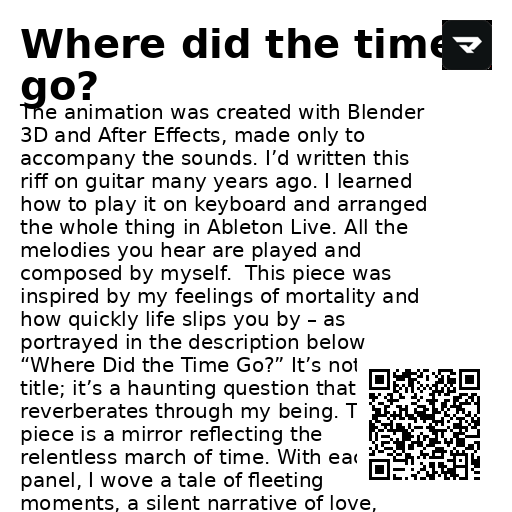 Where did the time
go?
The animation was created with Blender
3D and After Effects, made only to
accompany the sounds. I’d written this
riff on guitar many years ago. I learned
how to play it on keyboard and arranged
the whole thing in Ableton Live. All the
melodies you hear are played and
composed by myself.  This piece was
inspired by my feelings of mortality and
how quickly life slips you by – as
portrayed in the description below
“Where Did the Time Go?” It’s not
title; it’s a haunting question that
reverberates through my being.
piece is a mirror reflecting the
relentless march of time. With
panel, I wove a tale of fleeting
moments, a silent narrative of love,